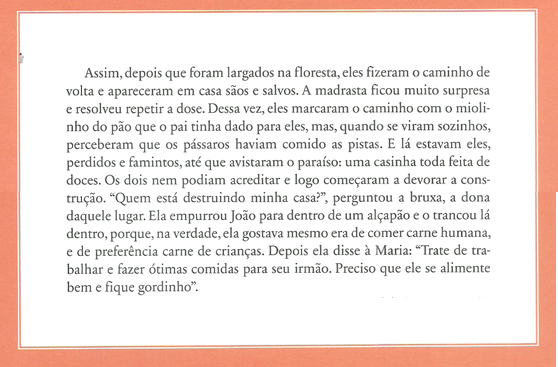 Assim, depois que foram largados na floresta, eles fizeram o caminho de
volta e apareceram em casa sãos e salvos. A madrasta ficou muito surpresa
e resolveu repetir a dose. Dessa vez, eles marcaram o caminho com o mioli-
nho do pão que o pai tinha dado para eles, mas, quando se viram sozinhos,
perceberam que os pássaros haviam comido as pistas. E lá estavam eles,
perdidos e famintos, até que avistaram o paraíso: uma casinha toda feita de
doces. Os dois nem podiam acreditar e logo começaram a devorar a cons-
trução. “Quem está destruindo minha casa?”, perguntou a bruxa, a dona
daquele lugar. Ela empurrou João para dentro de um alçapão e o trancou lá
dentro, porque, na verdade, ela gostava mesmo era de comer carne humana,
e de preferência carne de crianças. Depois ela disse à Maria: “Trate de tra-
balhar e fazer ótimas comidas para seu irmão. Preciso que ele se alimente
bem e fique gordinho”.